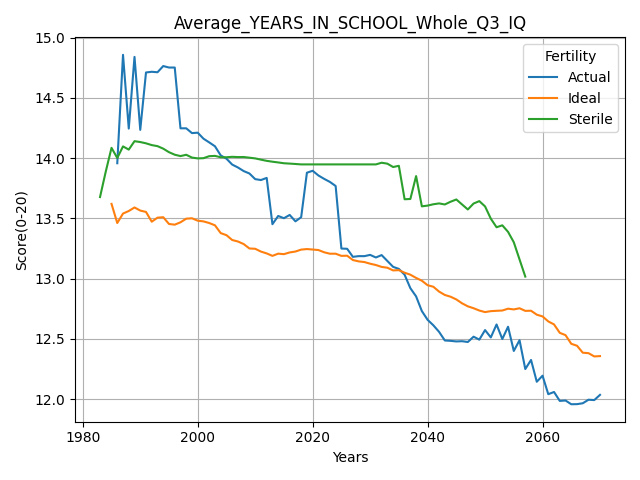 Average_YEARS_IN_SCHOOL_Whole_Q3_IQ
Fertility
Actual
Ideal
Sterile
Score(0-20)
15.0
14.5
14.0
13.5
13.0
12.5
12.0
1980 2000 2020 2040 2060
Years